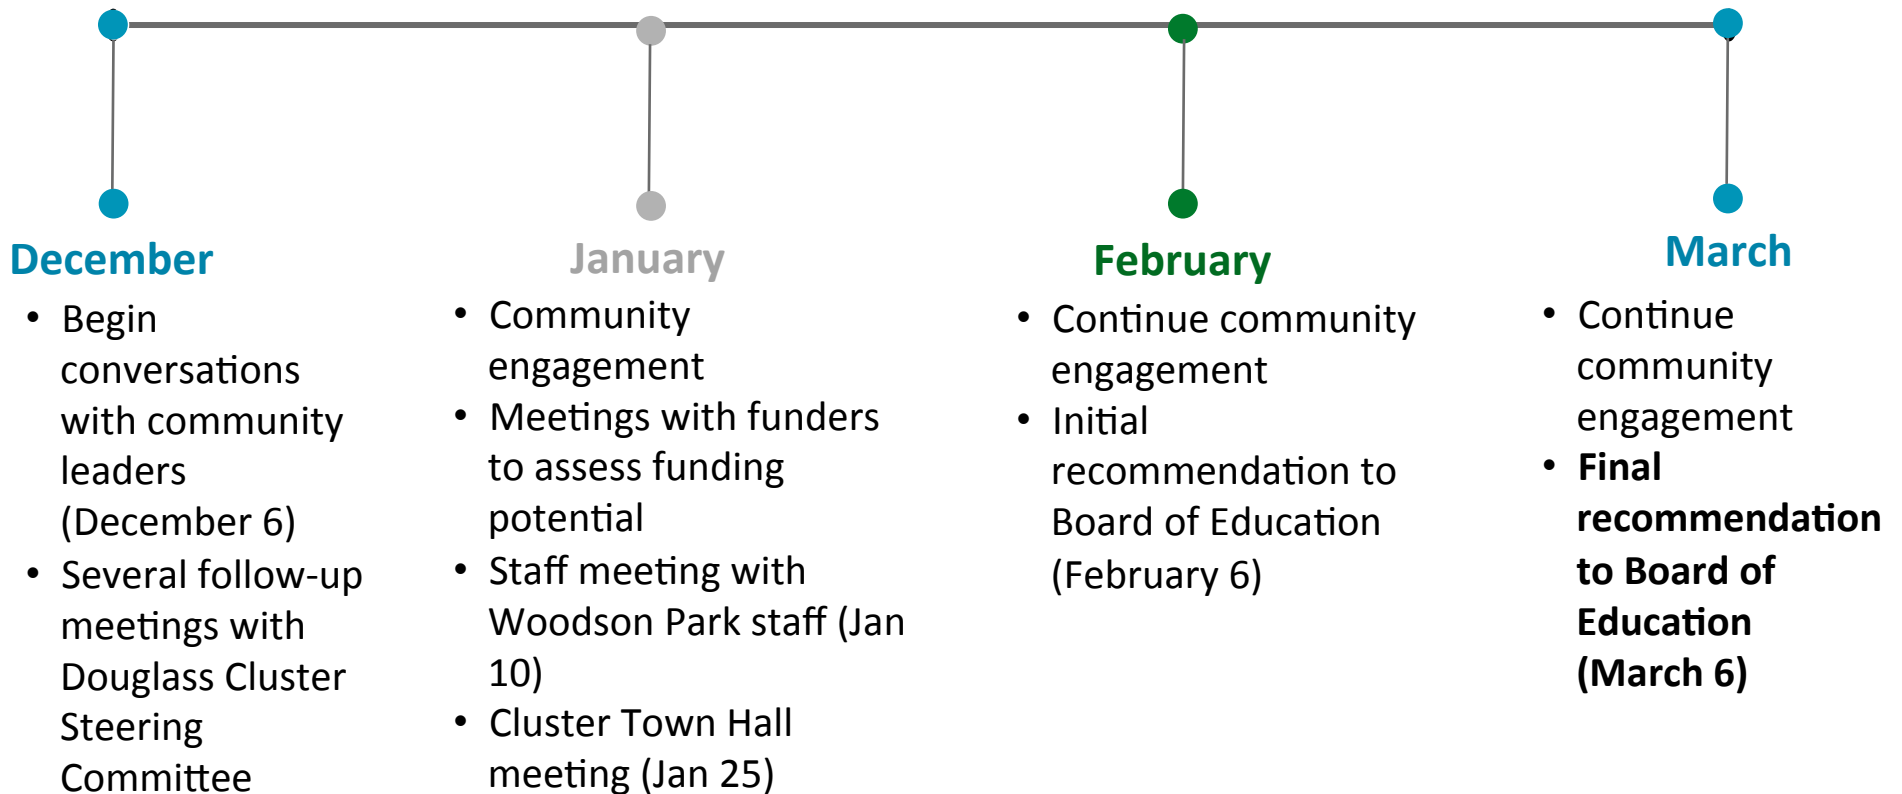 December
• Begin
conversations
with community
leaders
(December 6)
• Several follow-up
meetings with
Douglass Cluster
Steering
Committee
January
• Community
engagement
• Meetings with funders
to assess funding
potential
• Staff meeting with
Woodson Park staff (Jan
10)
• Cluster Town Hall
meeting (Jan 25)
February
• Continue community
engagement
• Initial
recommendation to
Board of Education
(February 6)
March
• Continue
community
engagement
• Final
recommendation
to Board of
Education
(March 6)